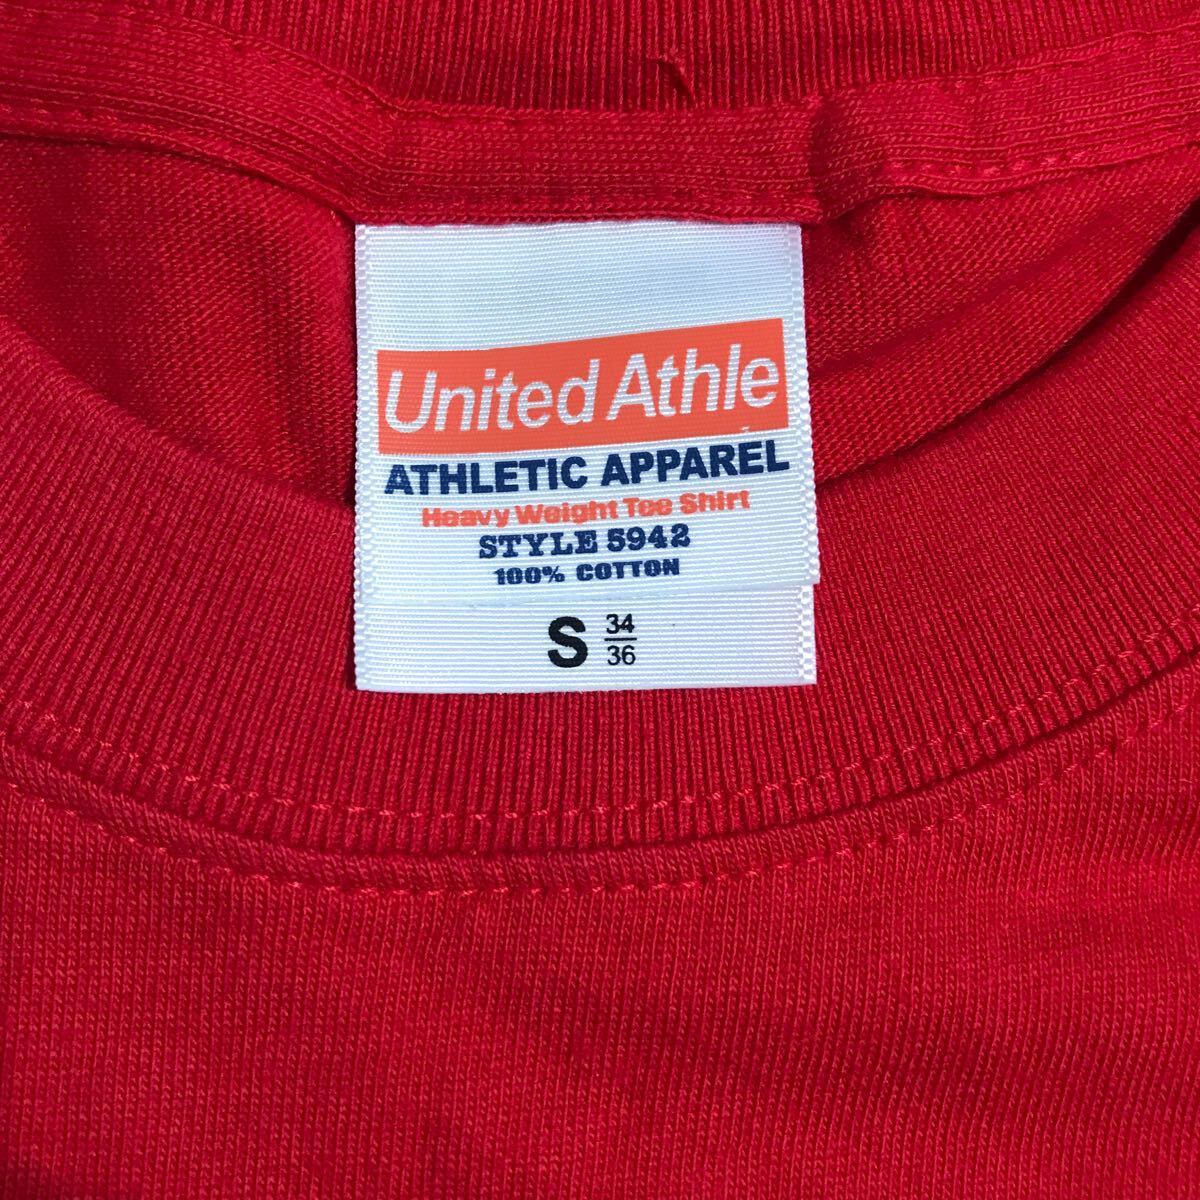 United Athle
ATHLETIC APPAREL
Heavy Weight Tee Shirt
STYLE 5942
100% COTTON
S 34
36